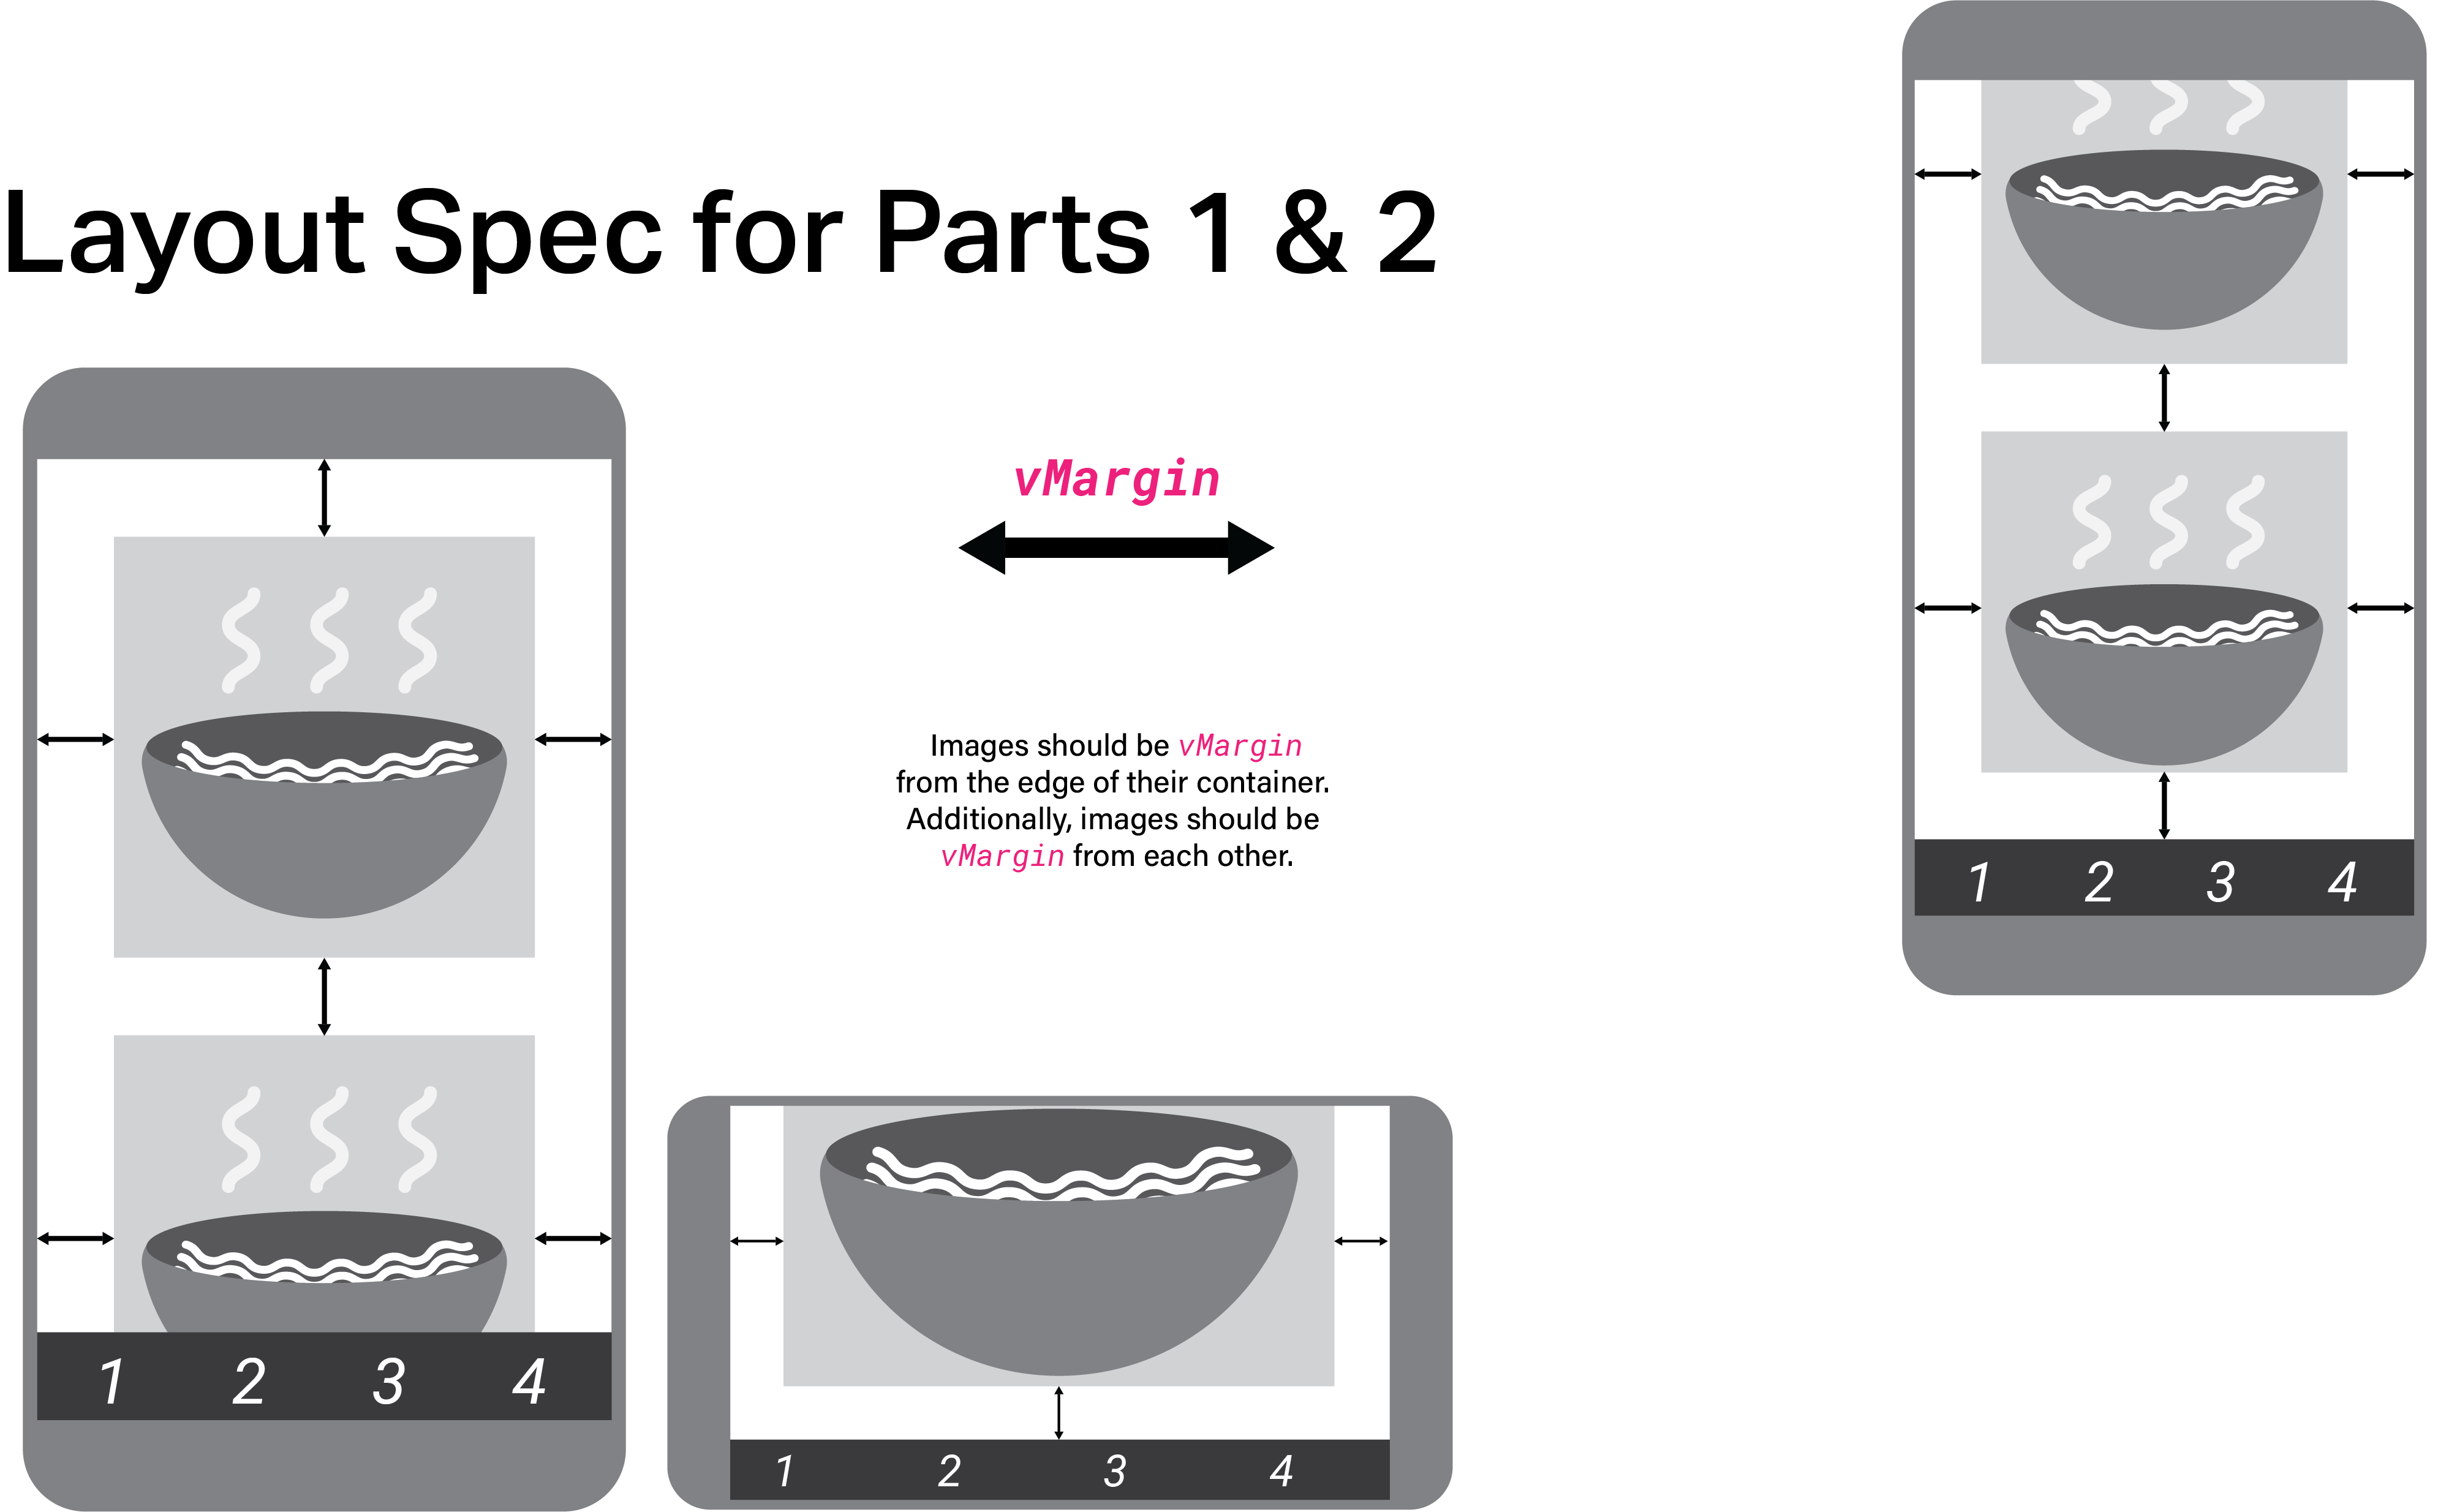 Layout Spec for Parts 1 & 2
vMargin
Images should be vMargin
from the edge of their container.
Additionally, images should be
vMargin from each other.
1 2 3 4
1 2 3 4
1 2 3 4